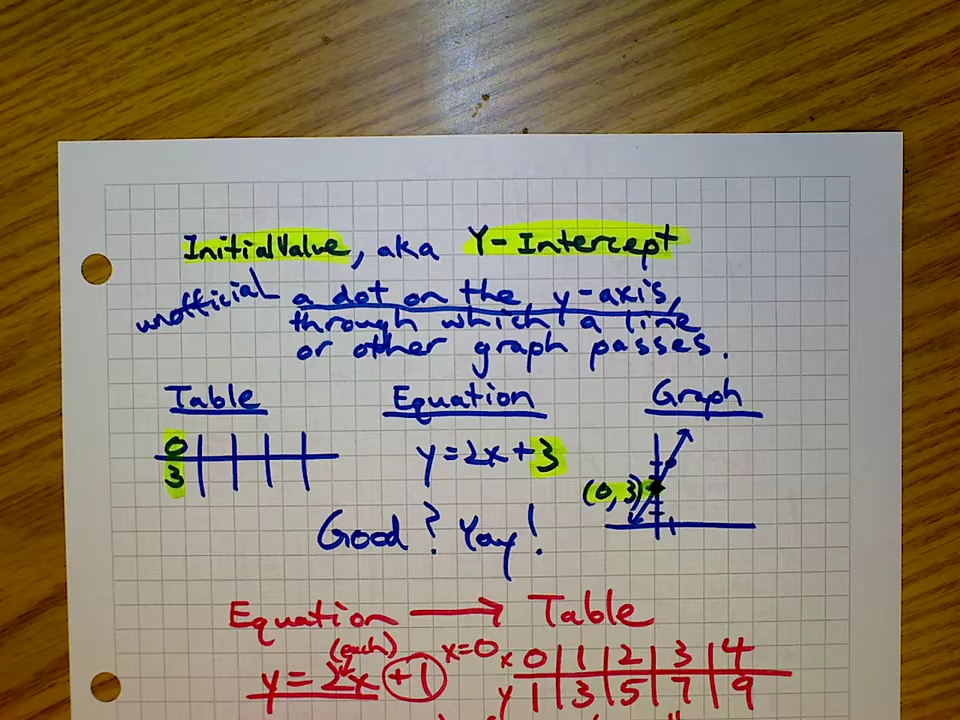 Initial Value, aka Y-Intercept
unofficial a dot on the y-axis,
through which a line
or other graph passes.
Table Equation Graph
0
3
y=2x+3
(0,3)
Good? Yay!
Equation → Table
(each)
y=2x+1
x=0
x 0 1 2 3 4
y 1 3 5 7 9